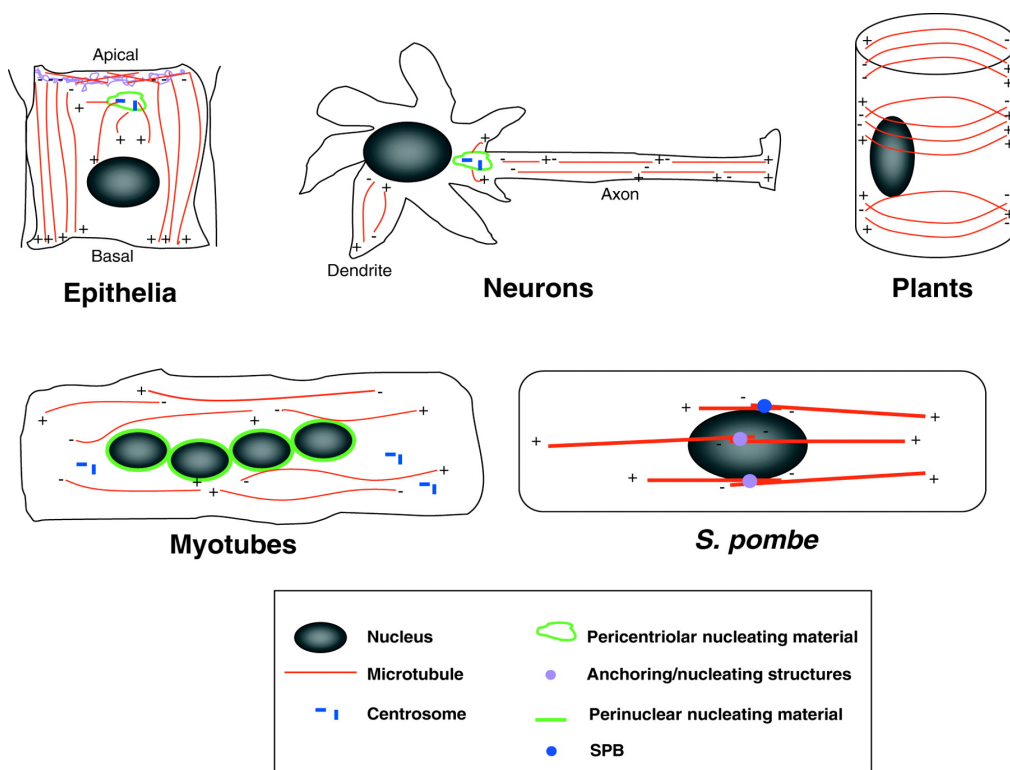 Apical
Basal
Epithelia
Axon
Dendrite
Neurons
Plants
Myotubes
S. pombe
Nucleus
Microtubule
Centrosome
Pericentriolar nucleating material
Anchoring/nucleating structures
Perinuclear nucleating material
SPB